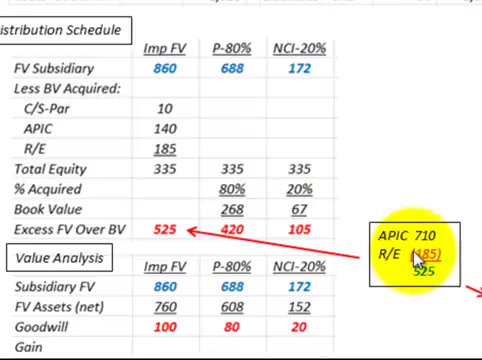 istribution Schedule
Imp FV P-80% NCI-20%
FV Subsidiary 860 688 172
Less BV Acquired:
C/S-Par 10
APIC 140
R/E 185
Total Equity 335 335 335
% Acquired 80% 20%
Book Value 268 67
Excess FV Over BV 525 420 105
APIC 710
R/E (185)
525
Value Analysis
Imp FV P-80% NCI-20%
Subsidiary FV 860 688 172
FV Assets (net) 760 608 152
Goodwill 100 80 20
Gain